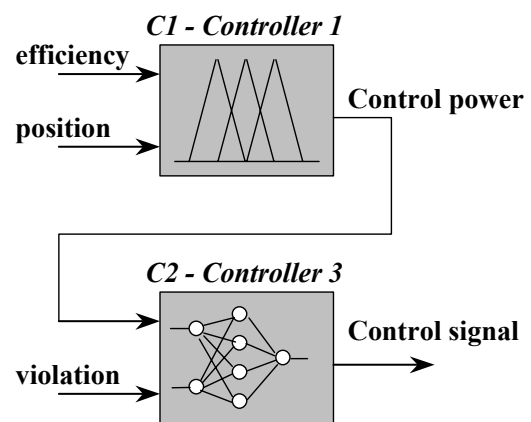 C1 - Controller 1
efficiency
position
Control power
C2 - Controller 3
violation
Control signal